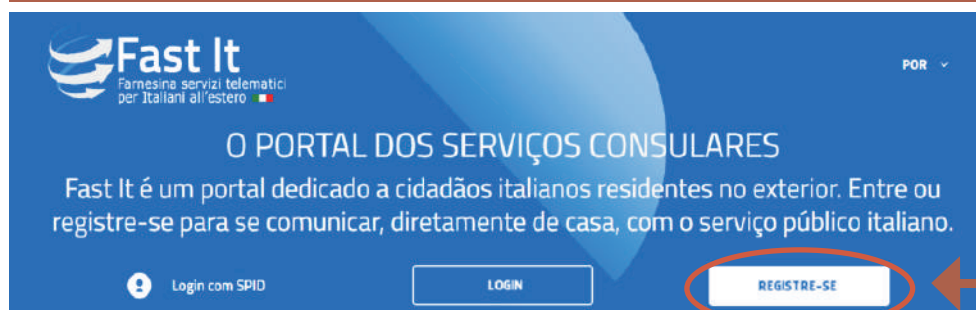 Fast It
Farnesina servizi telematici
per Italiani all'estero
POR
O PORTAL DOS SERVIÇOS CONSULARES
Fast It é um portal dedicado a cidadãos italianos residentes no exterior. Entre ou
registre-se para se comunicar, diretamente de casa, com o serviço público italiano.
Login com SPID
LOGIN
REGISTRE-SE